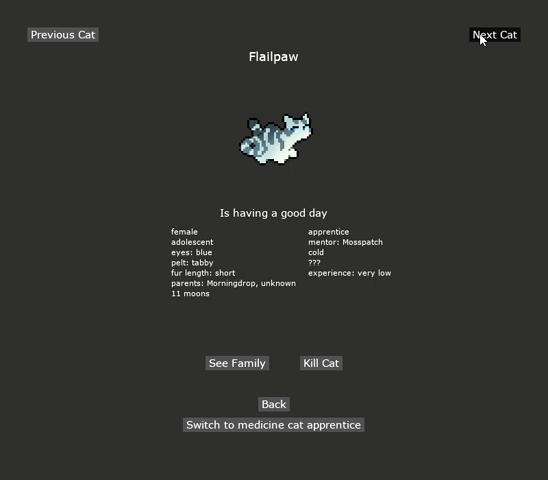 Previous Cat
Next Cat
Flailpaw
Is having a good day
female
adolescent
eyes: blue
pelt: tabby
fur length: short
parents: Morningdrop, unknown
11 moons
apprentice
mentor: Mosspatch
cold
???
experience: very low
See Family
Kill Cat
Back
Switch to medicine cat apprentice